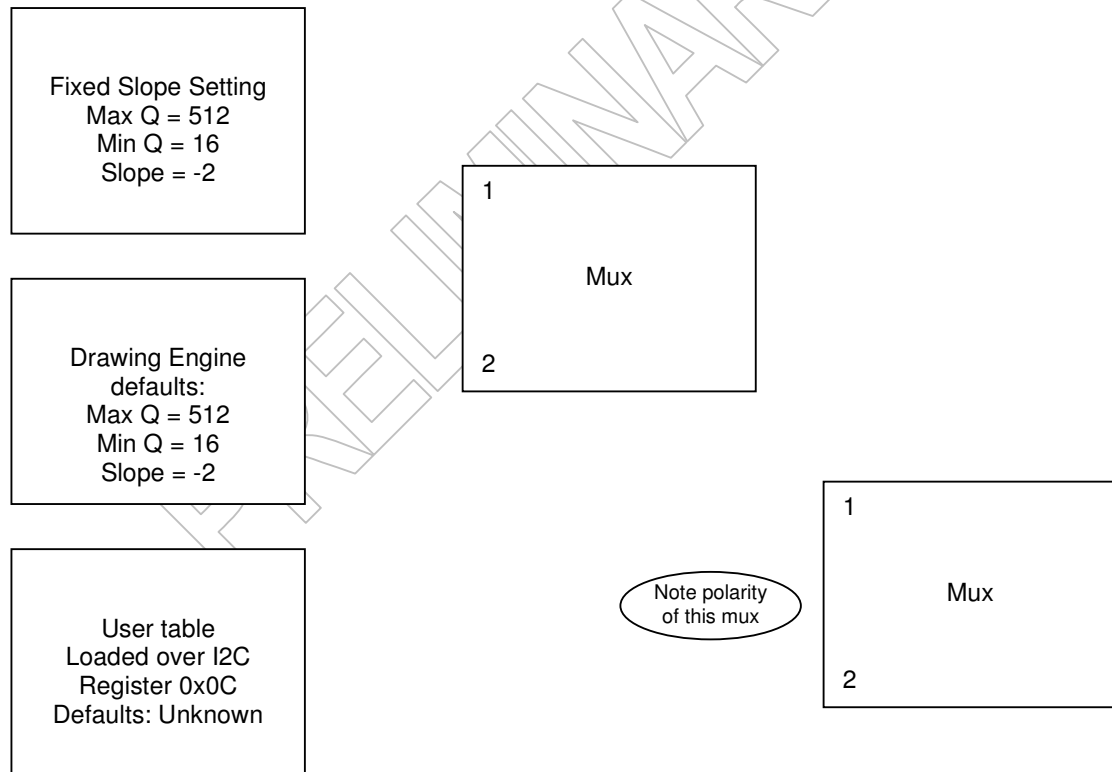 Fixed Slope Setting
Max Q = 512
Min Q = 16
Slope = -2
Drawing Engine
defaults:
Max Q = 512
Min Q = 16
Slope = -2
User table
Loaded over I2C
Register 0x0C
Defaults: Unknown
1
Mux
2
Note polarity
of this mux
1
Mux
2
PRELIMINAR